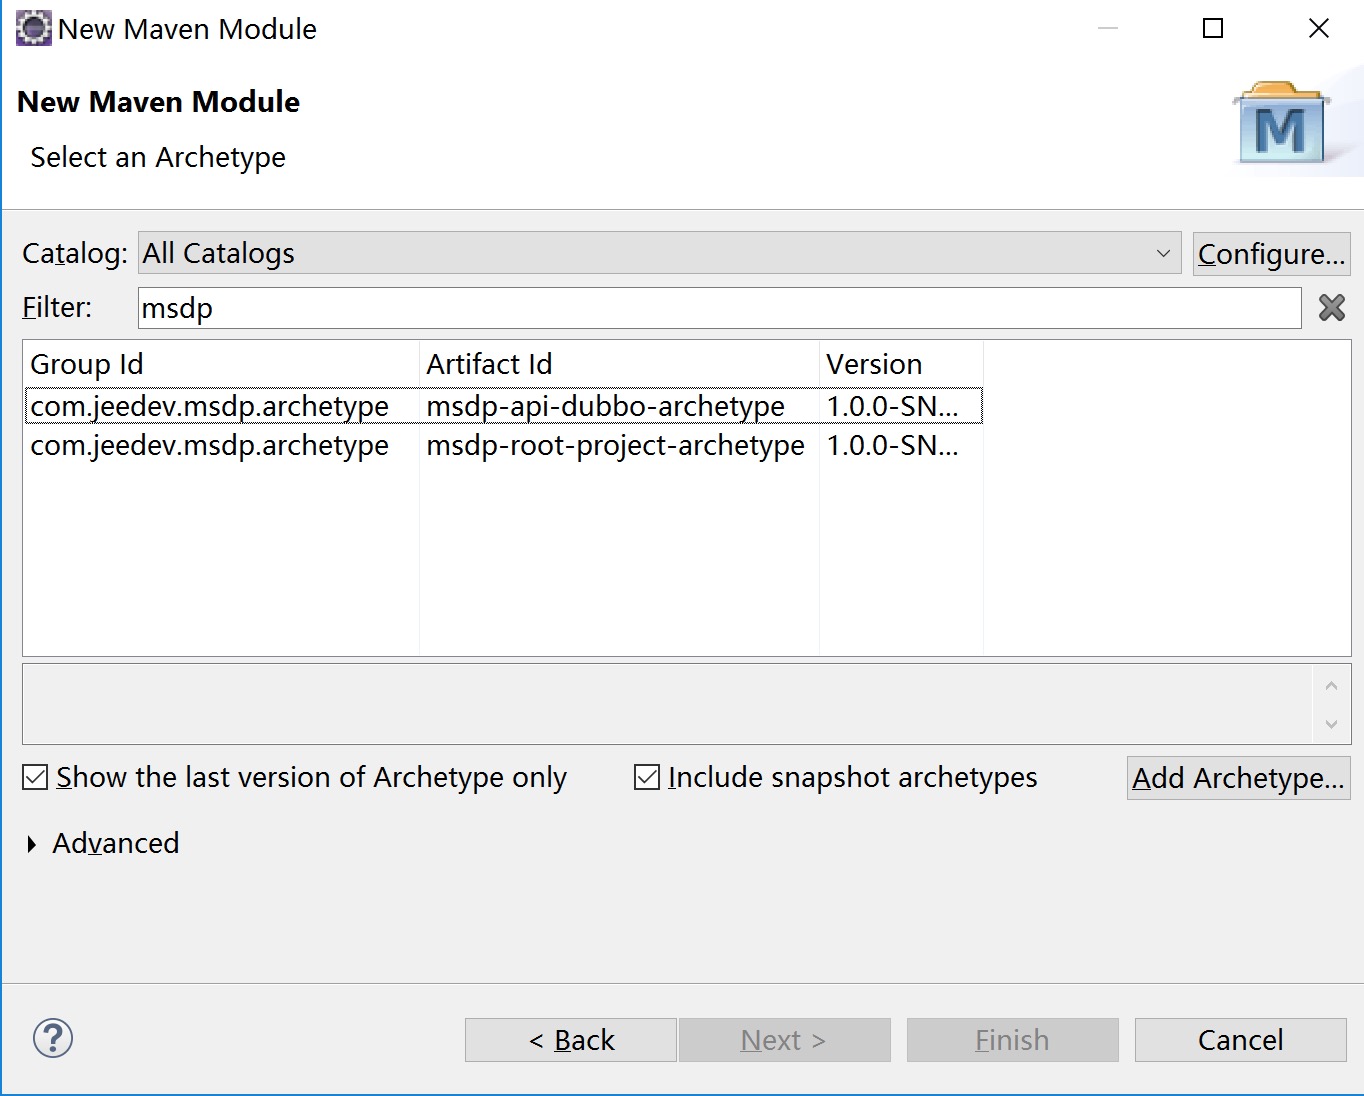 New Maven Module
New Maven Module
Select an Archetype
M
Catalog: All Catalogs Configure...
Filter: msdp
Group Id Artifact Id Version
com.jeedev.msdp.archetype msdp-api-dubbo-archetype 1.0.0-SN...
com.jeedev.msdp.archetype msdp-root-project-archetype 1.0.0-SN...
Show the last version of Archetype only Include snapshot archetypes Add Archetype...
Advanced
? < Back Next > Finish Cancel